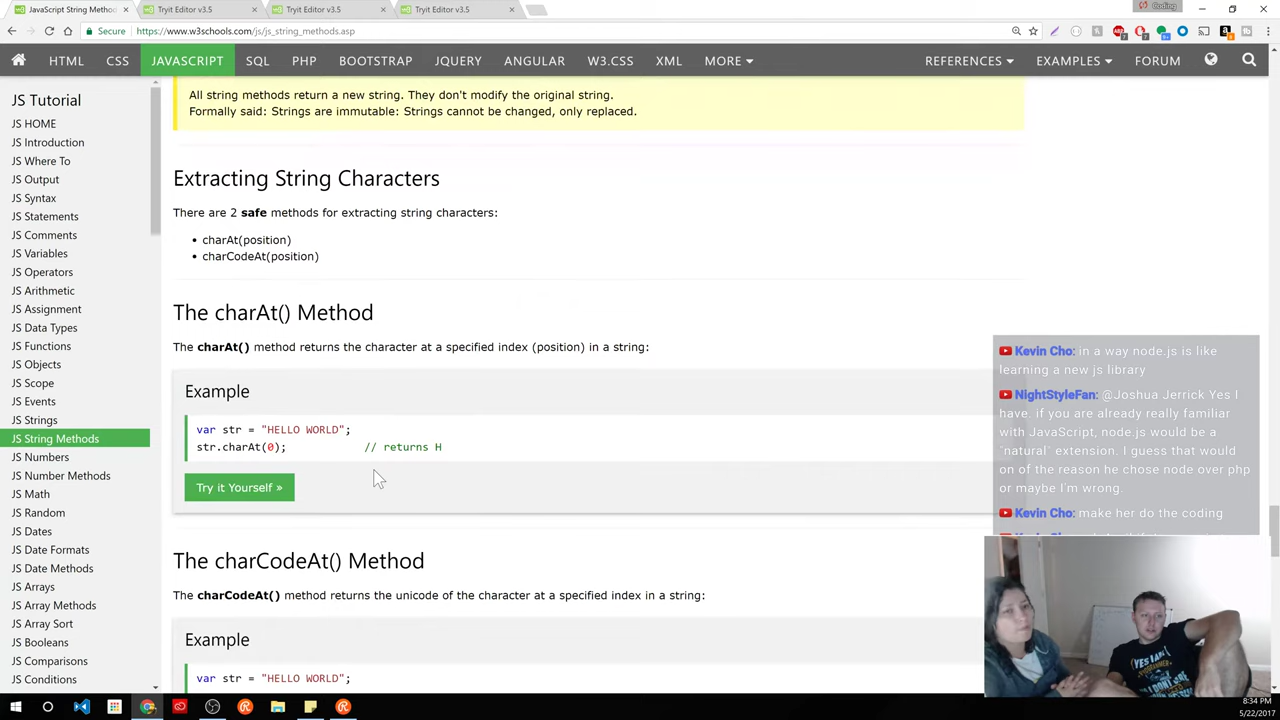 JavaScript String Metho
Tryit Editor v3.5
Tryit Editor v3.5
Tryit Editor v3.5
Coding
Secure
https://www.w3schools.com/js/js_string_methods.asp
HTML
CSS
JAVASCRIPT
SQL
PHP
BOOTSTRAP
JQUERY
ANGULAR
W3.CSS
XML
MORE
REFERENCES
EXAMPLES
FORUM
JS Tutorial
JS HOME
JS Introduction
JS Where To
JS Output
JS Syntax
JS Statements
JS Comments
JS Variables
JS Operators
JS Arithmetic
JS Assignment
JS Data Types
JS Functions
JS Objects
JS Scope
JS Events
JS Strings
JS String Methods
JS Numbers
JS Number Methods
JS Math
JS Random
JS Dates
JS Date Formats
JS Date Methods
JS Arrays
JS Array Methods
JS Array Sort
JS Booleans
JS Comparisons
JS Conditions
All string methods return a new string. They don't modify the original string.
Formally said: Strings are immutable: Strings cannot be changed, only replaced.
Extracting String Characters
There are 2 safe methods for extracting string characters:
• charAt(position)
• charCodeAt(position)
The charAt() Method
The charAt() method returns the character at a specified index (position) in a string:
Example
var str = "HELLO WORLD";
str.charAt(0); // returns H
Try it Yourself »
The charCodeAt() Method
The charCodeAt() method returns the unicode of the character at a specified index in a string:
Example
var str = "HELLO WORLD";
Kevin Cho: in a way node.js is like
learning a new js library
NightStyleFan: @Joshua Jerrick Yes I
have. if you are already really familiar
with JavaScript, node.js would be a
"natural" extension. I guess that would
on of the reason he chose node over php
or maybe I'm wrong.
Kevin Cho: make her do the coding
(YES I AM)
PROGRAMMER
8:34 PM
5/22/2017